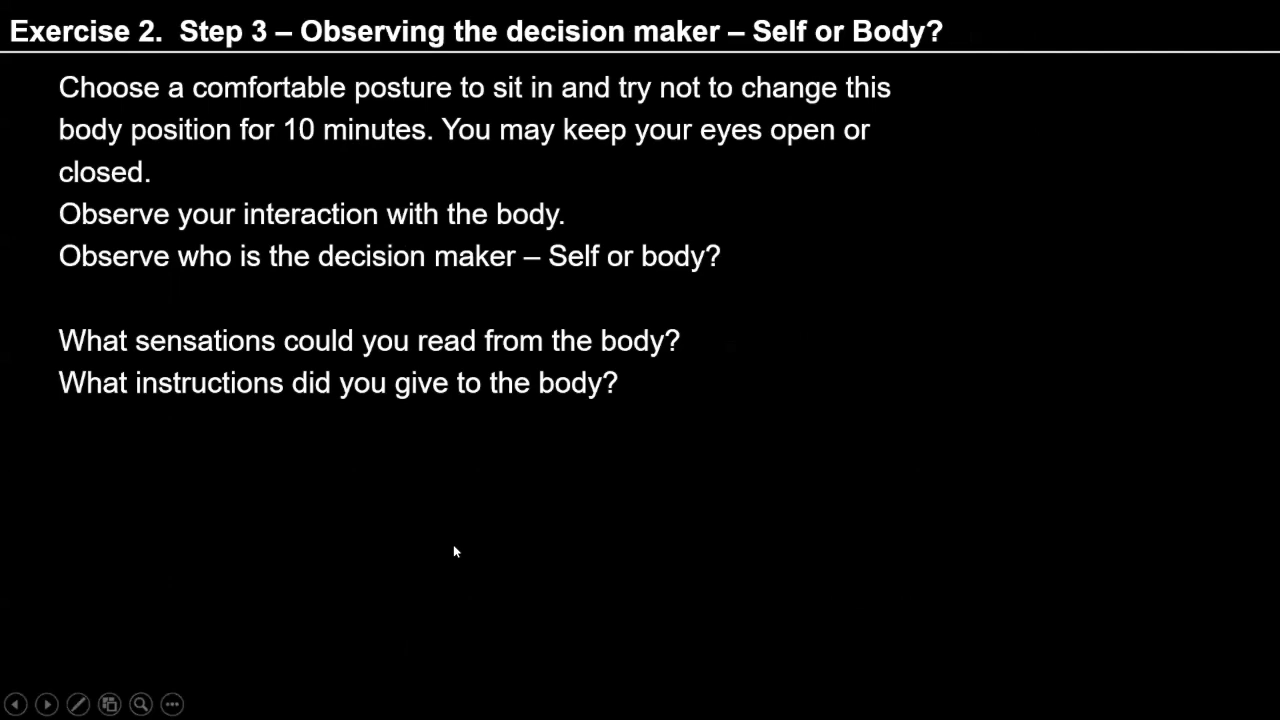 Exercise 2.  Step 3 – Observing the decision maker – Self or Body?
Choose a comfortable posture to sit in and try not to change this
body position for 10 minutes. You may keep your eyes open or
closed.
Observe your interaction with the body.
Observe who is the decision maker – Self or body?
What sensations could you read from the body?
What instructions did you give to the body?